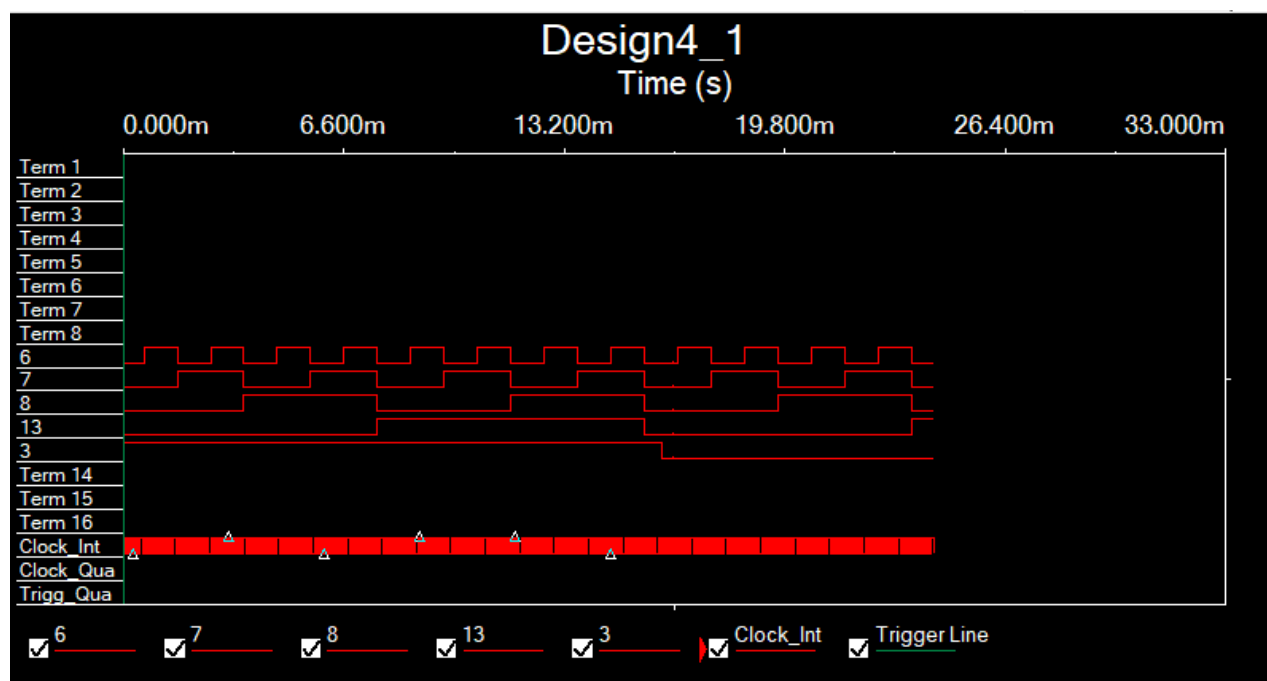 Design4_1
Time (s)
0.000m 6.600m 13.200m 19.800m 26.400m 33.000m
Term 1
Term 2
Term 3
Term 4
Term 5
Term 6
Term 7
Term 8
6
7
8
13
3
Term 14
Term 15
Term 16
Clock_Int
Clock_Qua
Trigg_Qua
6 7 8 13 3 Clock_Int Trigger Line